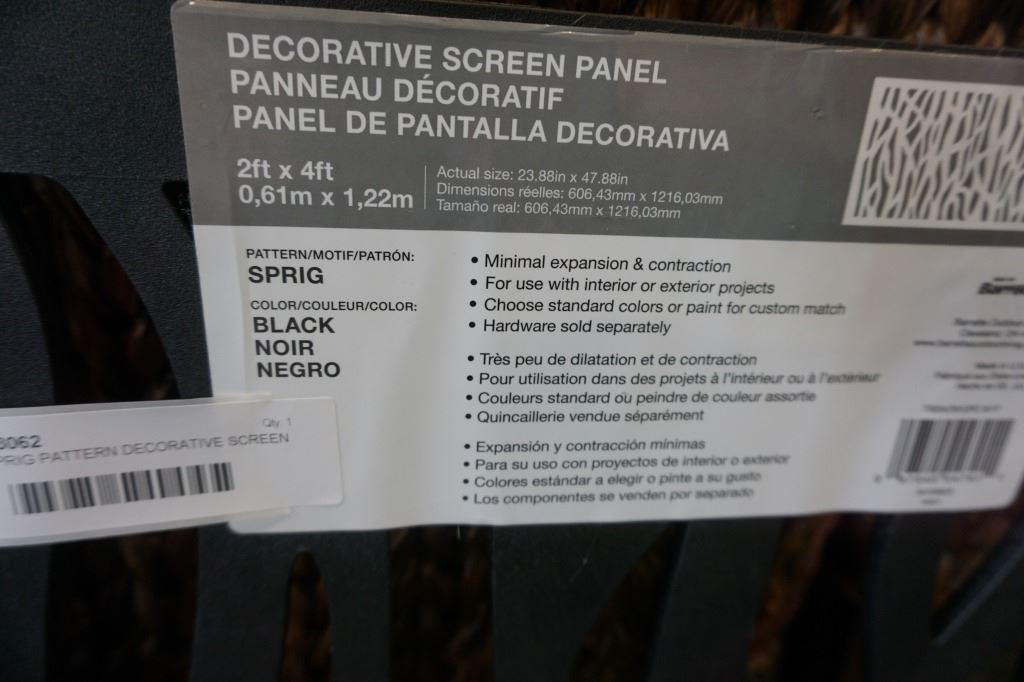 DECORATIVE SCREEN PANEL
PANNEAU DÉCORATIF
PANEL DE PANTALLA DECORATIVA
2ft x 4ft
0,61m x 1,22m
Actual size: 23.88in x 47.88in
Dimensions réelles: 606,43mm x 1216,03mm
Tamaño real: 606,43mm x 1216,03mm
PATTERN/MOTIF/PATRÓN:
SPRIG
COLOR/COULEUR/COLOR:
BLACK
NOIR
NEGRO
• Minimal expansion & contraction
• For use with interior or exterior projects
• Choose standard colors or paint for custom match
• Hardware sold separately
• Très peu de dilatation et de contraction
• Pour utilisation dans des projets à l'intérieur ou à l'extérieur
• Couleurs standard ou peindre de couleur assortie
• Quincaillerie vendue séparément
• Expansión y contracción mínimas
• Para su uso con proyectos de interior o exterior
• Colores estándar a elegir o pinte a su gusto
• Los componentes se venden por separado
Qty: 1
PRIG PATTERN DECORATIVE SCREEN